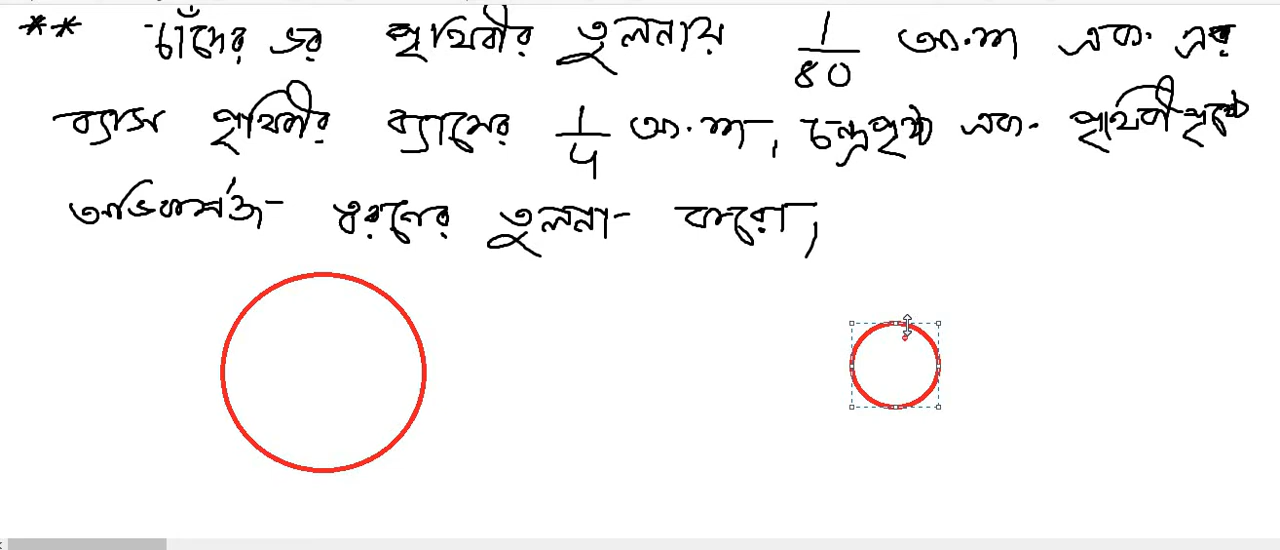 ** চাঁদের ভর পৃথিবীর তুলনায় 1/80 অংশ এবং এর
ব্যাস পৃথিবীর ব্যাসের 1/4 অংশ, চন্দ্রপৃষ্ঠে এবং পৃথিবীপৃষ্ঠে
অভিকর্ষজ ত্বরণের তুলনা করো,